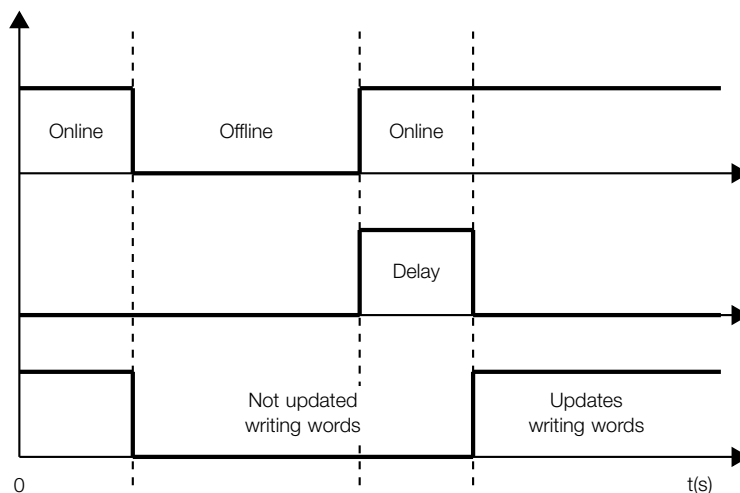 Online
Offline
Online
Delay
Not updated
writing words
Updates
writing words
0
t(s)